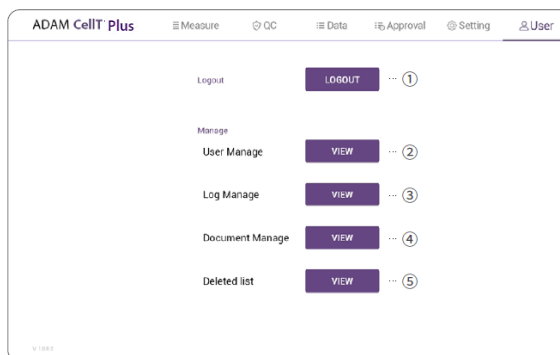 ADAM CellT Plus Measure QC Data Approval Setting User
Logout LOGOUT ... ①
Manage
User Manage VIEW ... ②
Log Manage VIEW ... ③
Document Manage VIEW ... ④
Deleted list VIEW ... ⑤